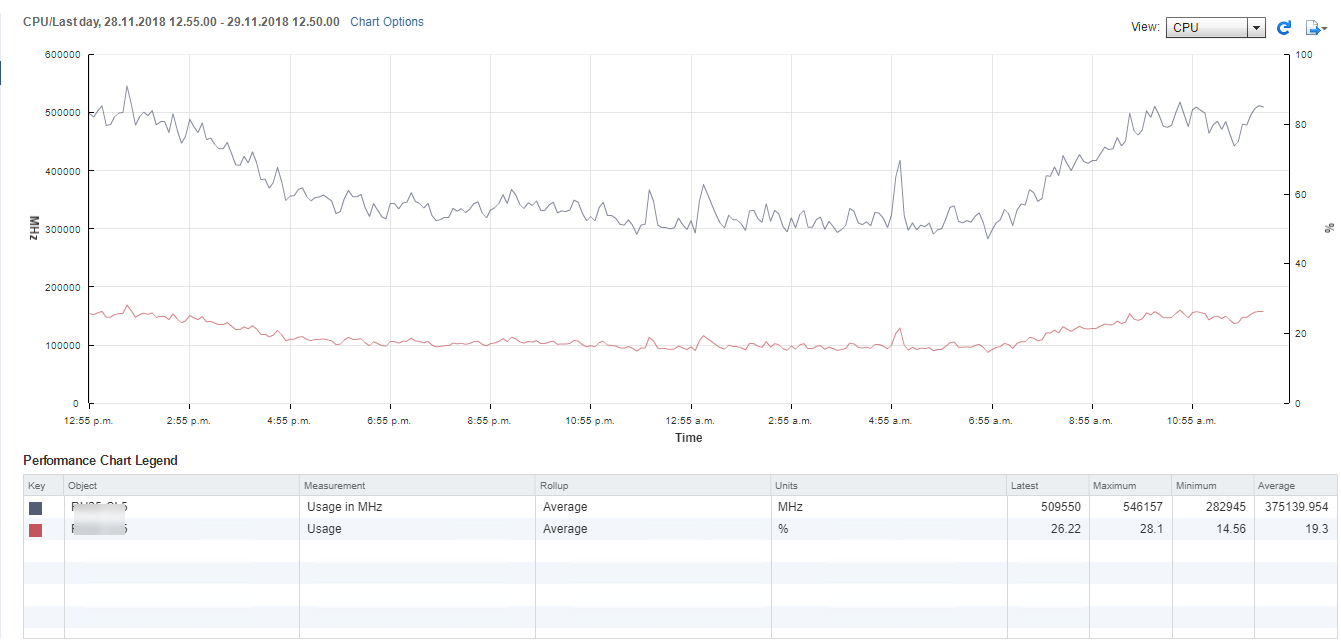 CPU/Last day, 28.11.2018 12.55.00 - 29.11.2018 12.50.00 Chart Options
View: CPU
600000 100
500000
80
400000
60
300000
MHz %
40
200000
20
100000
0 0
12:55 p.m. 2:55 p.m. 4:55 p.m. 6:55 p.m. 8:55 p.m. 10:55 p.m. 12:55 a.m. 2:55 a.m. 4:55 a.m. 6:55 a.m. 8:55 a.m. 10:55 a.m.
Time
Performance Chart Legend
Key Object Measurement Rollup Units Latest Maximum Minimum Average
Usage in MHz Average MHz 509550 546157 282945 375139.954
Usage Average % 26.22 28.1 14.56 19.3